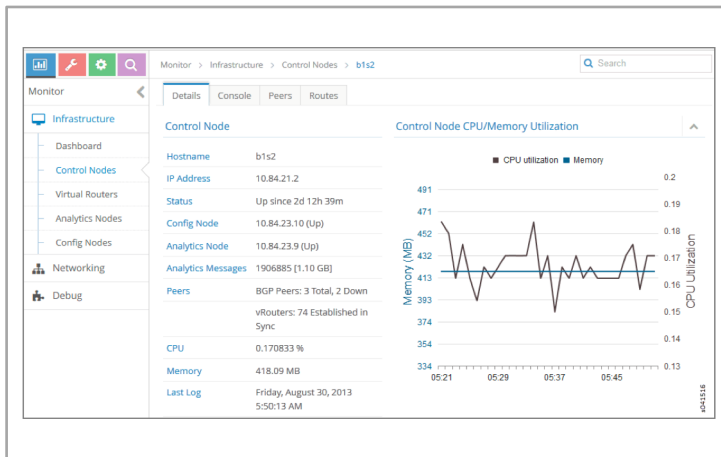 Monitor > Infrastructure > Control Nodes > b1s2
Search
Monitor
Infrastructure
Dashboard
Control Nodes
Virtual Routers
Analytics Nodes
Config Nodes
Networking
Debug
Details Console Peers Routes
Control Node
Hostname b1s2
IP Address 10.84.21.2
Status Up since 2d 12h 39m
Config Node 10.84.23.10 (Up)
Analytics Node 10.84.23.9 (Up)
Analytics Messages 1906885 [1.10 GB]
Peers BGP Peers: 3 Total, 2 Down
vRouters: 74 Established in
Sync
CPU 0.170833 %
Memory 418.09 MB
Last Log Friday, August 30, 2013
5:50:13 AM
Control Node CPU/Memory Utilization
CPU utilization Memory
Memory (MB)
491
471
452
432
413
393
374
354
334
0.2
0.19
0.18
0.17
0.16
0.15
0.14
0.13
CPU Utilization
05:21 05:29 05:37 05:45
s041516